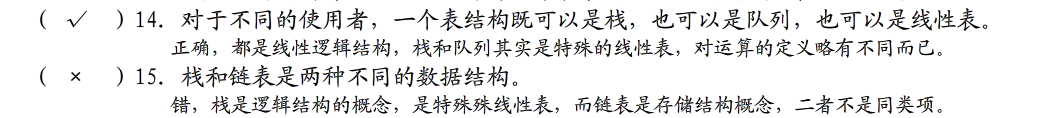 ( √ )14．对于不同的使用者，一个表结构既可以是栈，也可以是队列，也可以是线性表。
正确，都是线性逻辑结构，栈和队列其实是特殊的线性表，对运算的定义略有不同而已。
( × )15．栈和链表是两种不同的数据结构。
错，栈是逻辑结构的概念，是特殊殊线性表，而链表是存储结构概念，二者不是同类项。